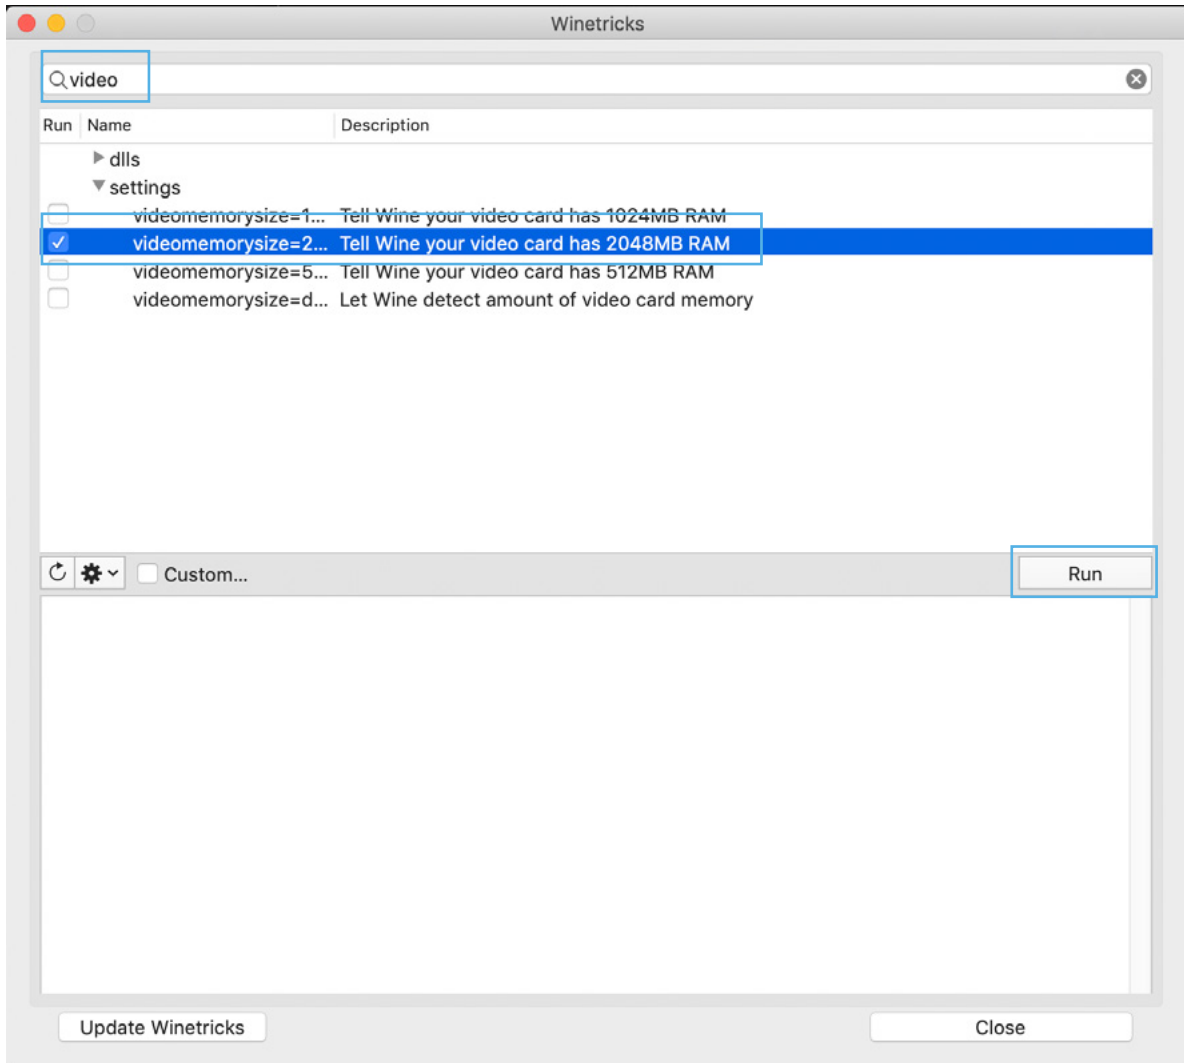 Winetricks
video
Run Name Description
dlls
settings
videomemorysize=1... Tell Wine your video card has 1024MB RAM
videomemorysize=2... Tell Wine your video card has 2048MB RAM
videomemorysize=5... Tell Wine your video card has 512MB RAM
videomemorysize=d... Let Wine detect amount of video card memory
Custom... Run
Update Winetricks Close